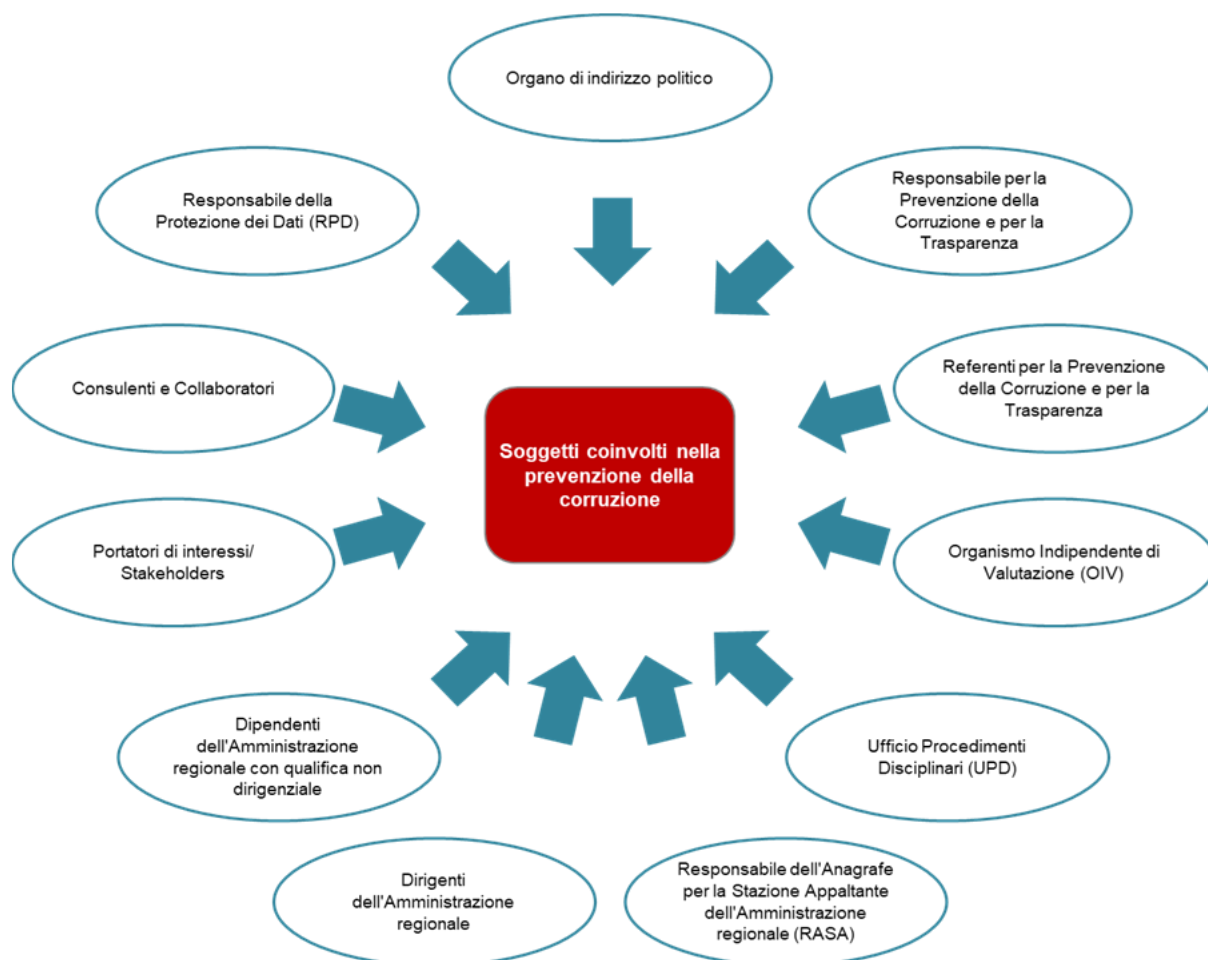 Organo di indirizzo politico
Responsabile della
Protezione dei Dati (RPD)
Responsabile per la
Prevenzione della
Corruzione e per la
Trasparenza
Consulenti e Collaboratori
Referenti per la Prevenzione
della Corruzione e per la
Trasparenza
Soggetti coinvolti nella
prevenzione della
corruzione
Portatori di interessi/
Stakeholders
Organismo Indipendente di
Valutazione (OIV)
Dipendenti
dell'Amministrazione
regionale con qualifica non
dirigenziale
Ufficio Procedimenti
Disciplinari (UPD)
Dirigenti
dell'Amministrazione
regionale
Responsabile dell'Anagrafe
per la Stazione Appaltante
dell'Amministrazione
regionale (RASA)